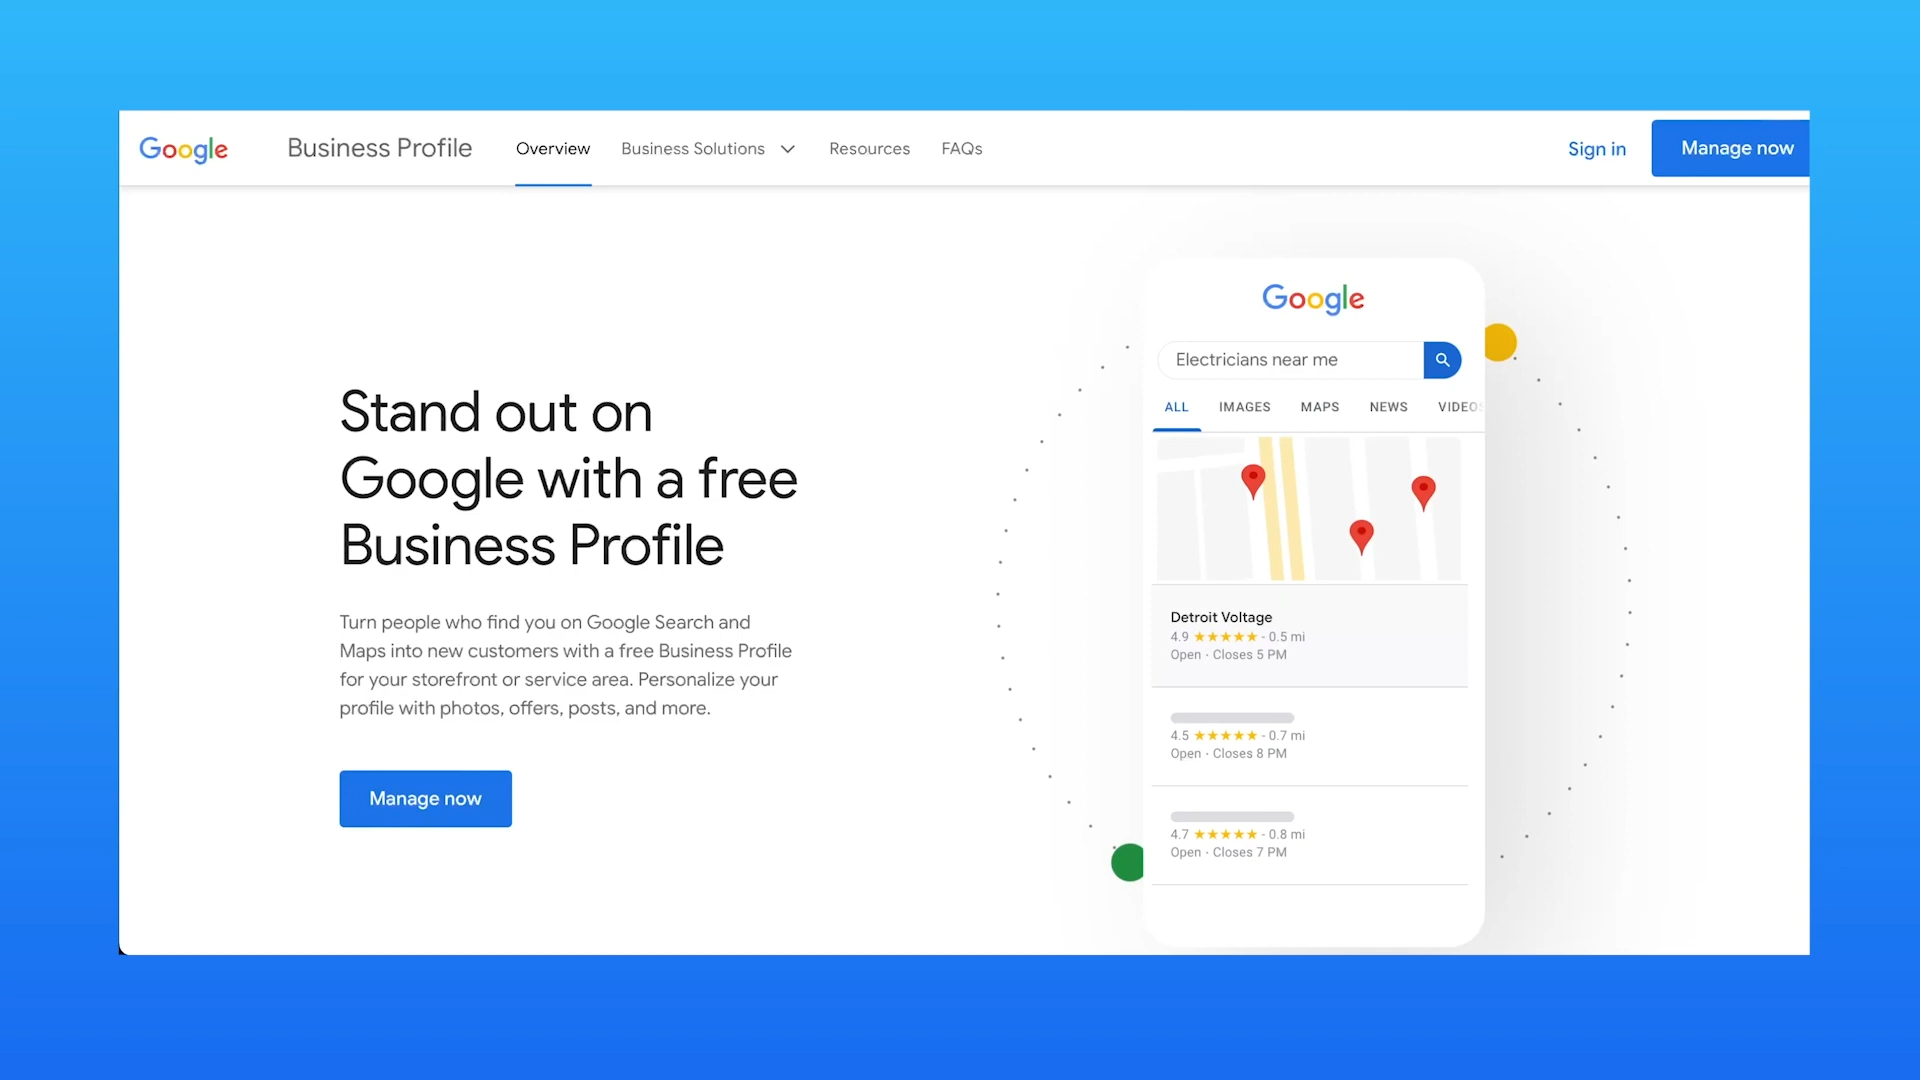 Google Business Profile Overview Business Solutions Resources FAQs Sign in Manage now
Stand out on
Google with a free
Business Profile
Turn people who find you on Google Search and
Maps into new customers with a free Business Profile
for your storefront or service area. Personalize your
profile with photos, offers, posts, and more.
Manage now
Google
Electricians near me
ALL IMAGES MAPS NEWS VIDEOS
Detroit Voltage
4.9 ★★★★★ - 0.5 mi
Open · Closes 5 PM
4.5 ★★★★★ - 0.7 mi
Open · Closes 8 PM
4.7 ★★★★★ - 0.8 mi
Open · Closes 7 PM